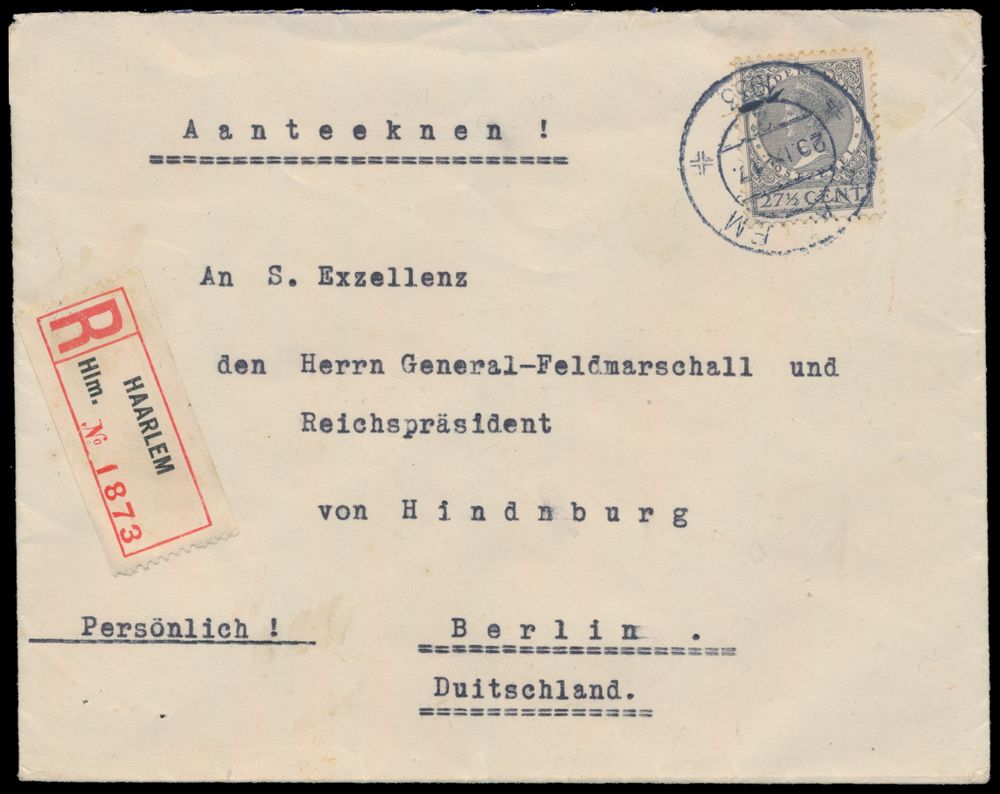 Aanteeknen !
An S. Exzellenz
den Herrn General-Feldmarschall und
Reichspräsident
von Hindnburg
Persönlich !
Berlin .
Duitschland.
R
HAARLEM
Hlm. № 1873
27½ CENT